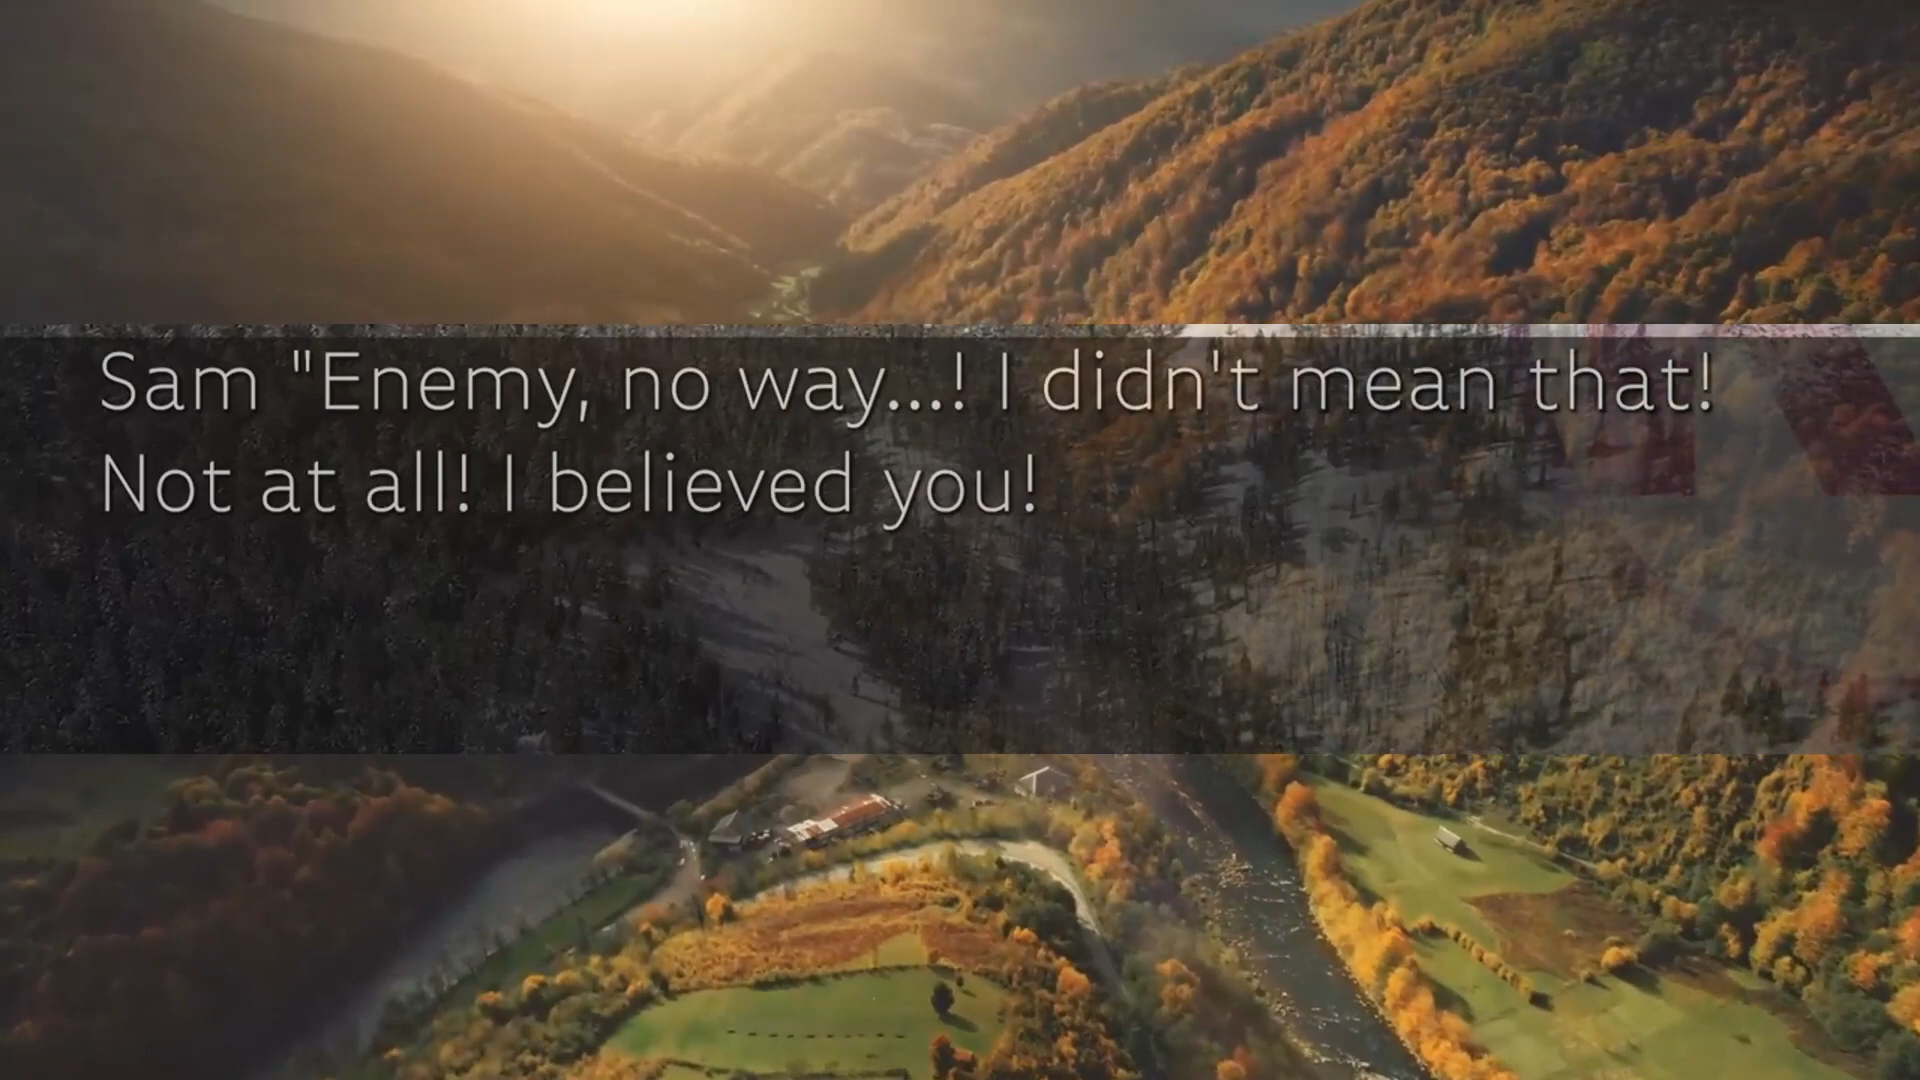 Sam "Enemy, no way...! I didn't mean that!
Not at all! I believed you!